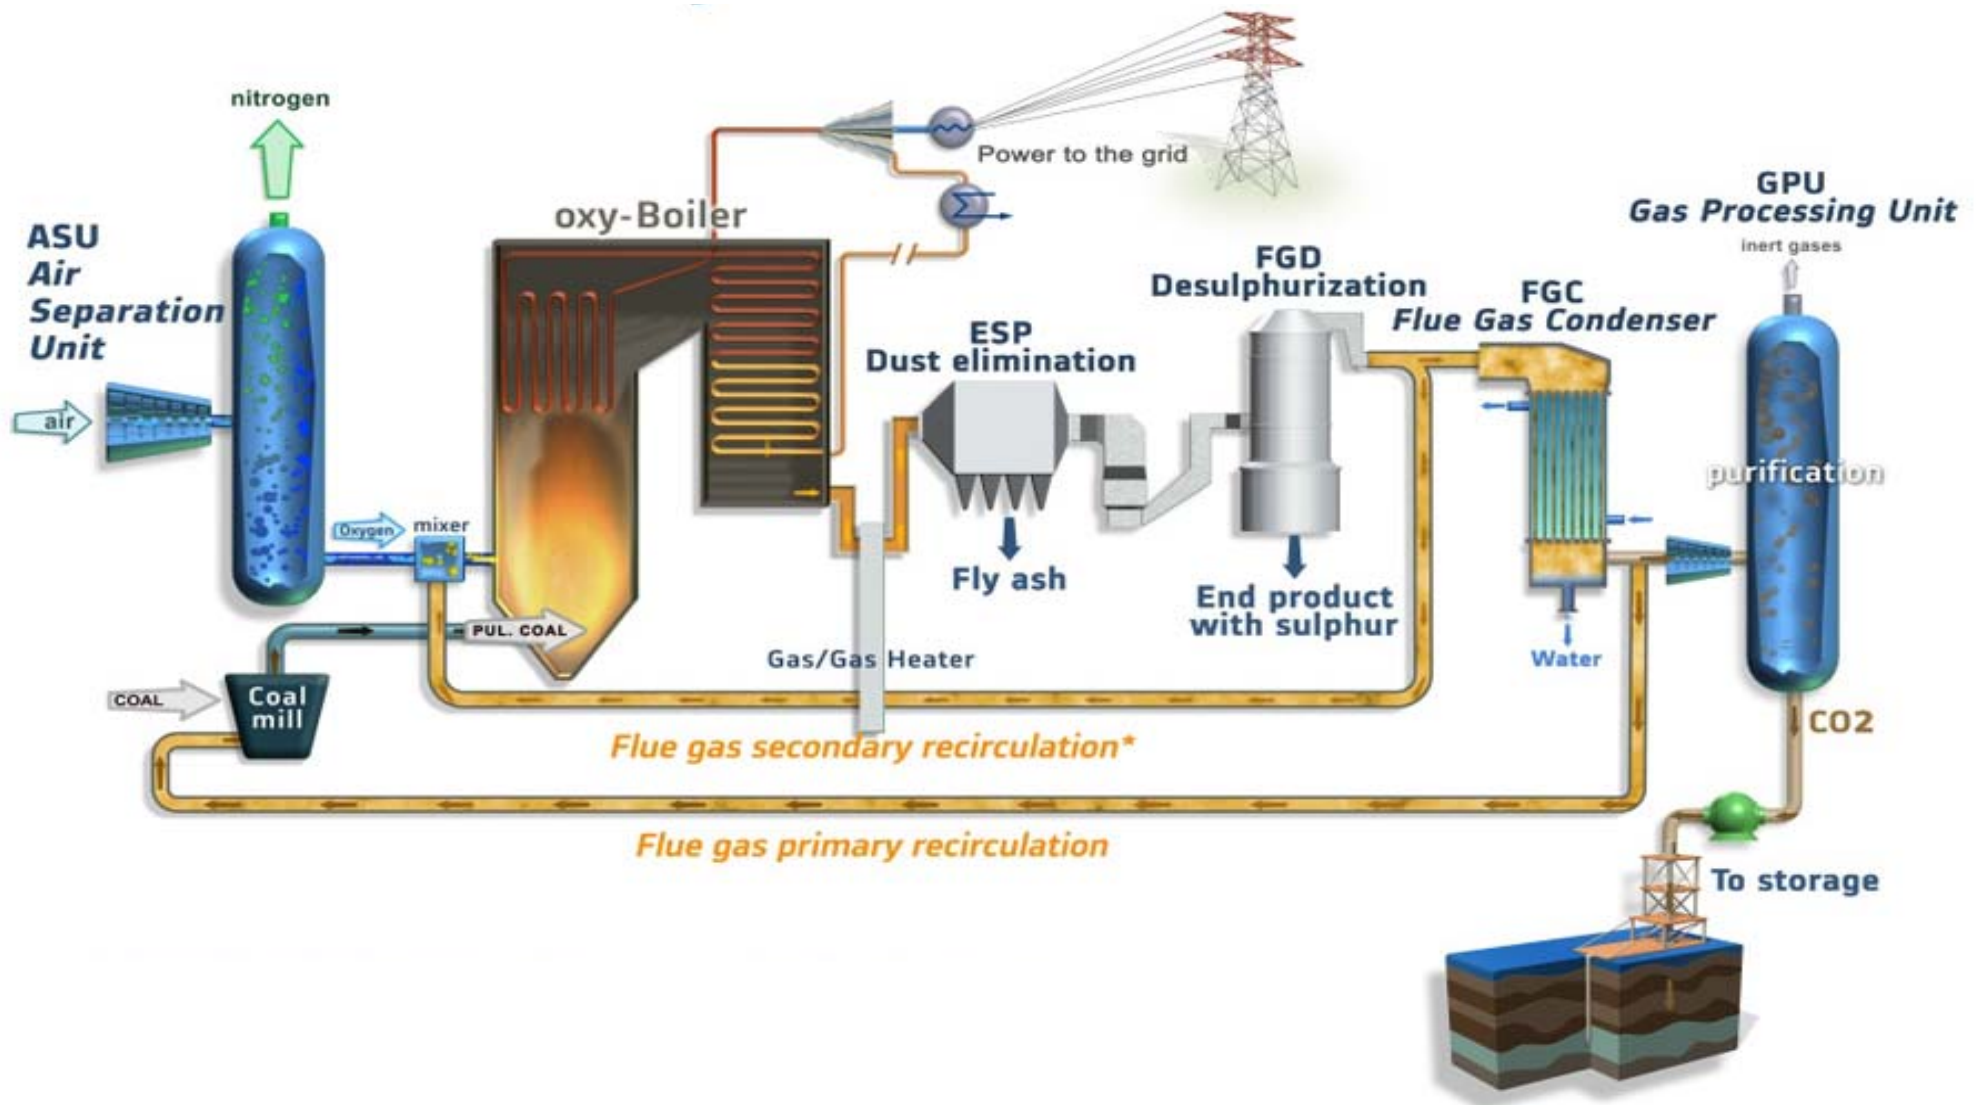 nitrogen
Power to the grid
GPU
Gas Processing Unit
inert gases
oxy-Boiler
ASU
Air
Separation
Unit
FGD
Desulphurization
FGC
Flue Gas Condenser
ESP
Dust elimination
air
purification
Oxygen
mixer
Fly ash
End product
with sulphur
PUL. COAL
Gas/Gas Heater
Water
COAL
Coal
mill
CO2
Flue gas secondary recirculation*
Flue gas primary recirculation
To storage